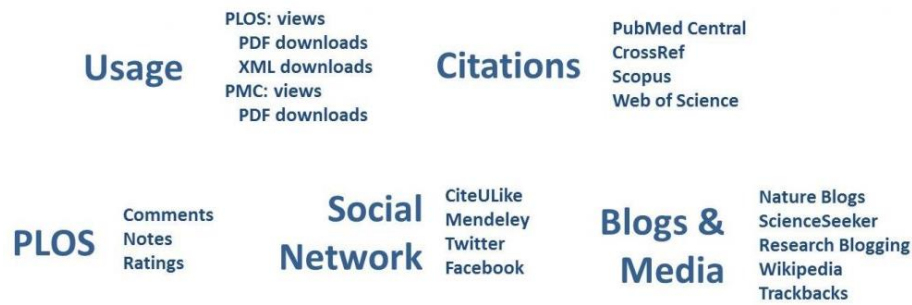 Usage
PLOS: views
PDF downloads
XML downloads
PMC: views
PDF downloads
Citations
PubMed Central
CrossRef
Scopus
Web of Science
PLOS
Comments
Notes
Ratings
Social
Network
CiteULike
Mendeley
Twitter
Facebook
Blogs &
Media
Nature Blogs
ScienceSeeker
Research Blogging
Wikipedia
Trackbacks